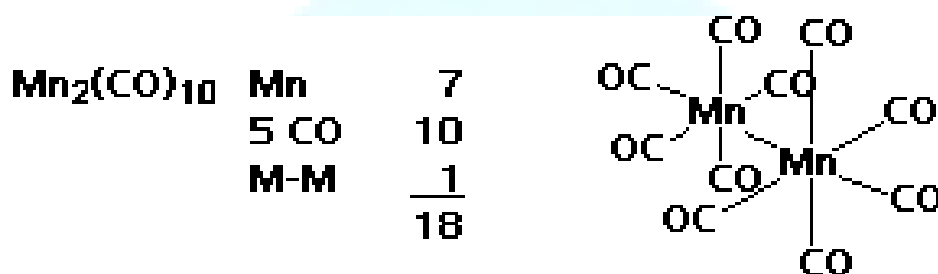 Mn₂(CO)₁₀ Mn 7
5 CO 10
M-M 1
18
CO CO
OC CO
Mn CO
OC Mn
CO
OC CO
CO